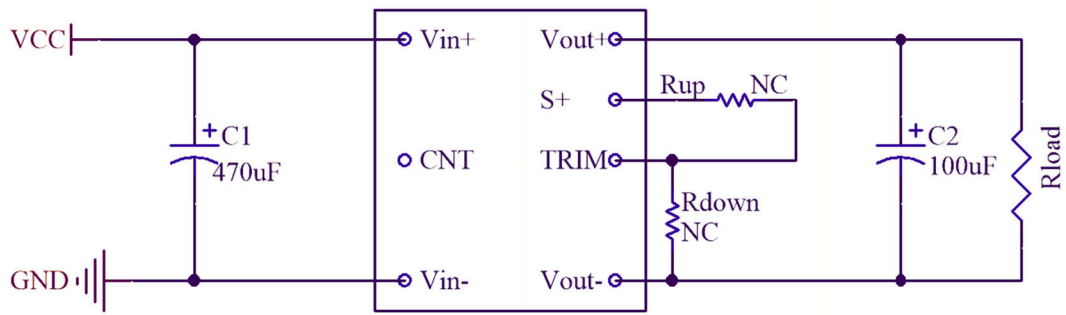 VCC
Vin+
Vout+
Rup
NC
S+
C1
470uF
CNT
TRIM
C2
100uF
Rload
Rdown
NC
GND
Vin-
Vout-